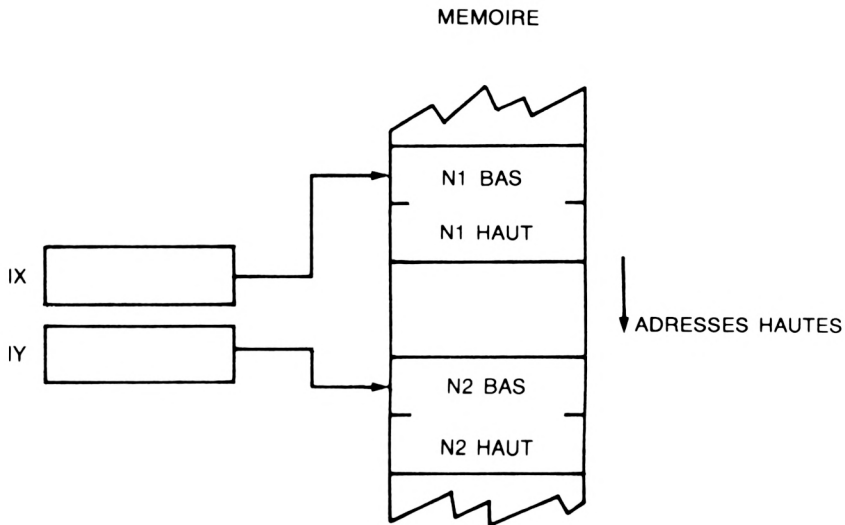 MEMOIRE
N1 BAS
N1 HAUT
IX
ADRESSES HAUTES
IY
N2 BAS
N2 HAUT